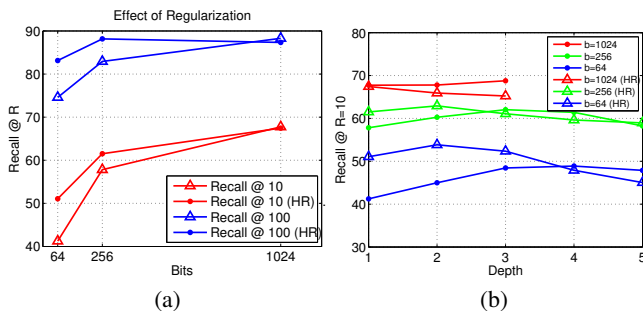 Effect of Regularization
90
80
70
60
50
40
Recall @ R
64
256
1024
Bits
Recall @ 10
Recall @ 10 (HR)
Recall @ 100
Recall @ 100 (HR)
(a)
80
70
60
50
40
30
Recall @ R=10
1
2
3
4
5
Depth
b=1024
b=256
b=64
b=1024 (HR)
b=256 (HR)
b=64 (HR)
(b)